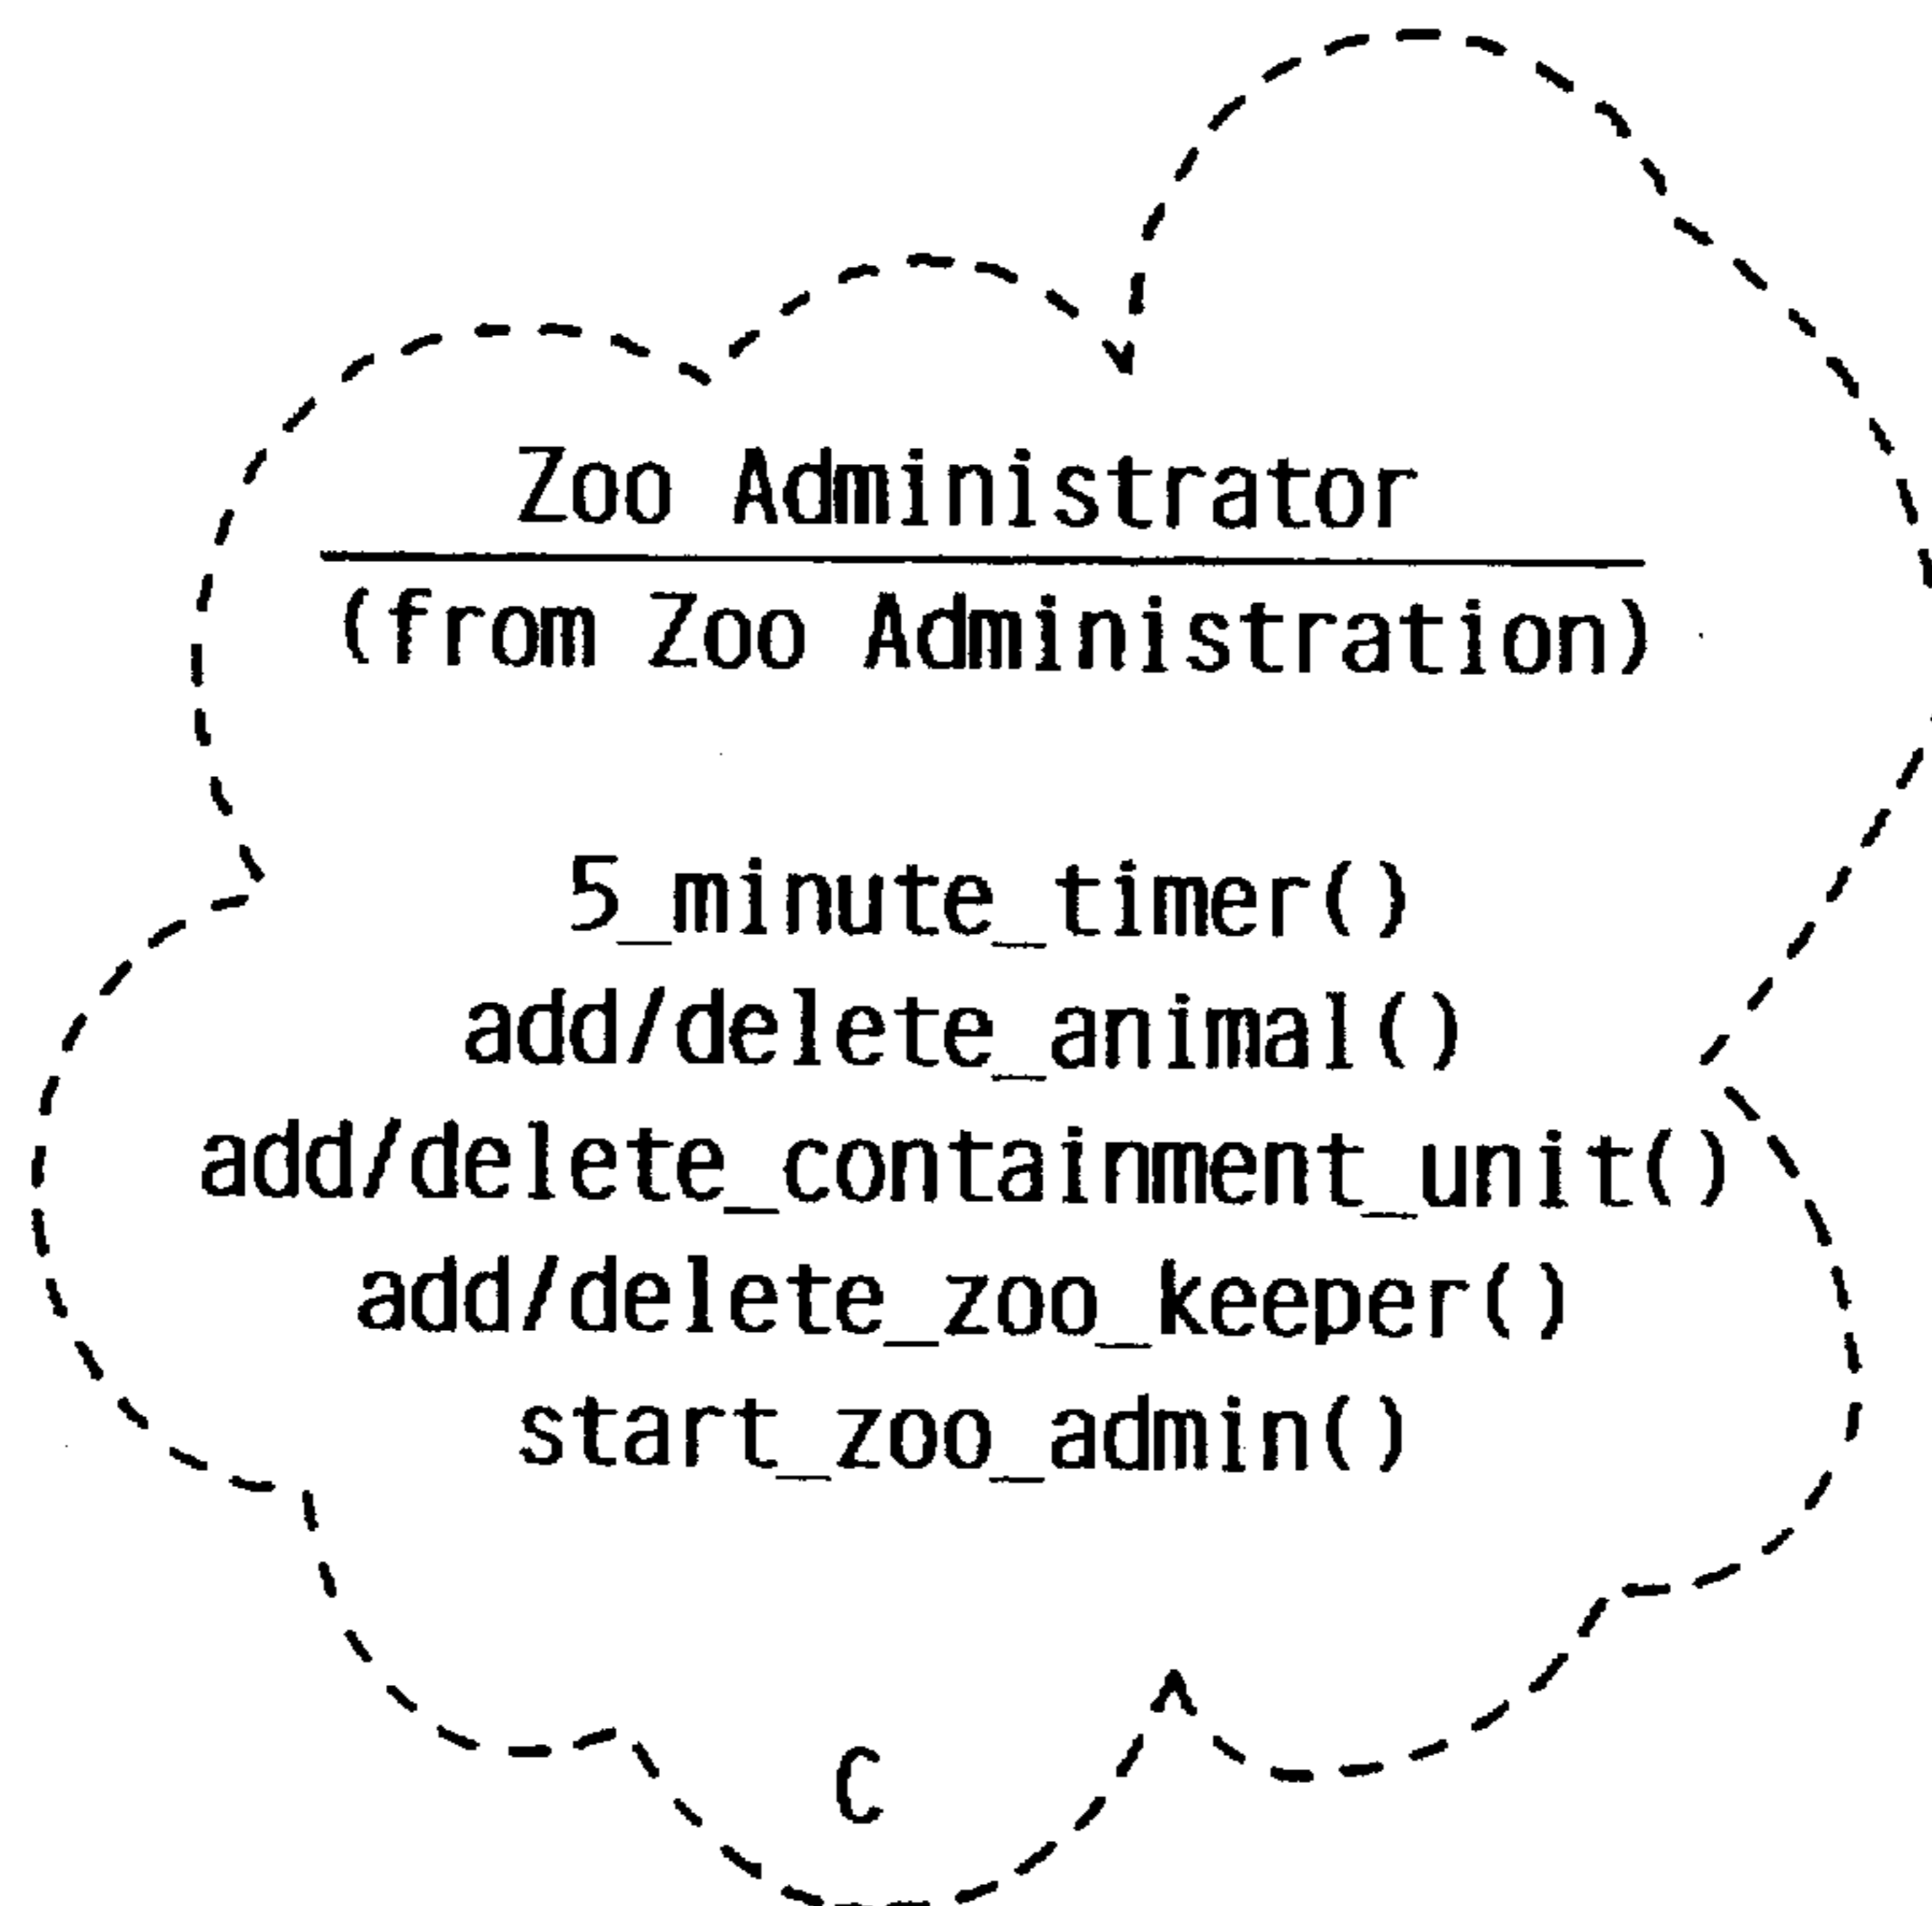 Zoo Administrator
(from Zoo Administration)
5_minute_timer()
add/delete_animal()
add/delete_containment_unit()
add/delete_zoo_keeper()
start_zoo_admin()
C